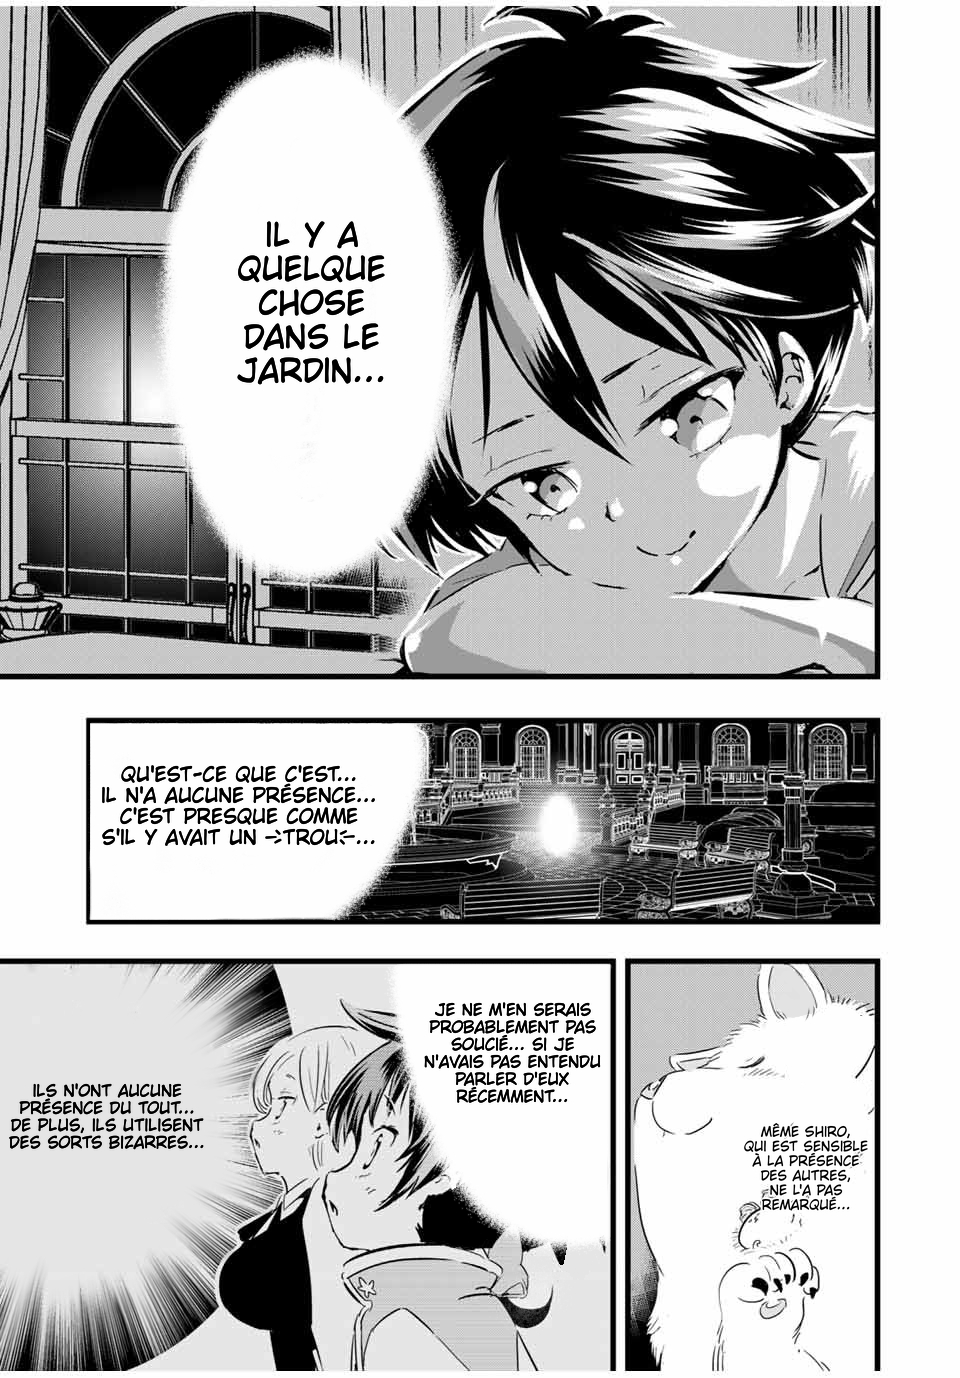 IL Y A
QUELQUE
CHOSE
DANS LE
JARDIN...
QU'EST-CE QUE C'EST...
IL N'A AUCUNE PRÉSENCE...
C'EST PRESQUE COMME
S'IL Y AVAIT UN ->TROU<-...
MÊME SHIRO,
QUI EST SENSIBLE
À LA PRÉSENCE
DES AUTRES,
NE L'A PAS
REMARQUÉ...
JE NE M'EN SERAIS
PROBABLEMENT PAS
SOUCIÉ... SI JE
N'AVAIS PAS ENTENDU
PARLER D'EUX
RÉCEMMENT...
ILS N'ONT AUCUNE
PRÉSENCE DU TOUT...
DE PLUS, ILS UTILISENT
DES SORTS BIZARRES...